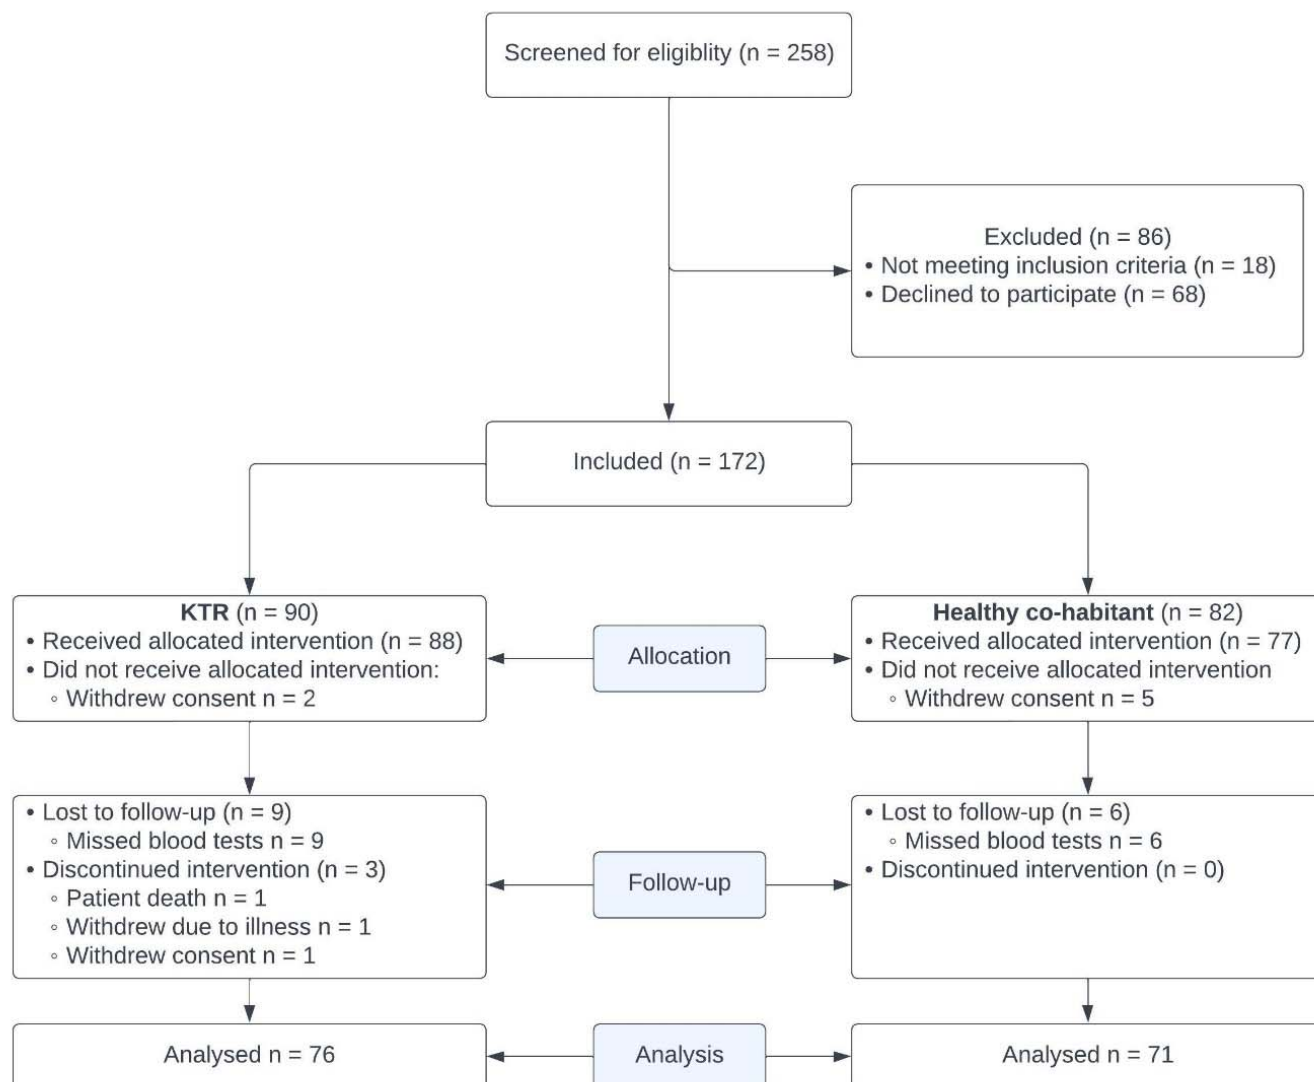 Screened for eligiblity (n = 258)
Excluded (n = 86)
• Not meeting inclusion criteria (n = 18)
• Declined to participate (n = 68)
Included (n = 172)
KTR (n = 90)
• Received allocated intervention (n = 88)
• Did not receive allocated intervention:
◦ Withdrew consent n = 2
Allocation
Healthy co-habitant (n = 82)
• Received allocated intervention (n = 77)
• Did not receive allocated intervention
◦ Withdrew consent n = 5
• Lost to follow-up (n = 9)
◦ Missed blood tests n = 9
• Discontinued intervention (n = 3)
◦ Patient death n = 1
◦ Withdrew due to illness n = 1
◦ Withdrew consent n = 1
Follow-up
• Lost to follow-up (n = 6)
◦ Missed blood tests n = 6
• Discontinued intervention (n = 0)
Analysed n = 76
Analysis
Analysed n = 71